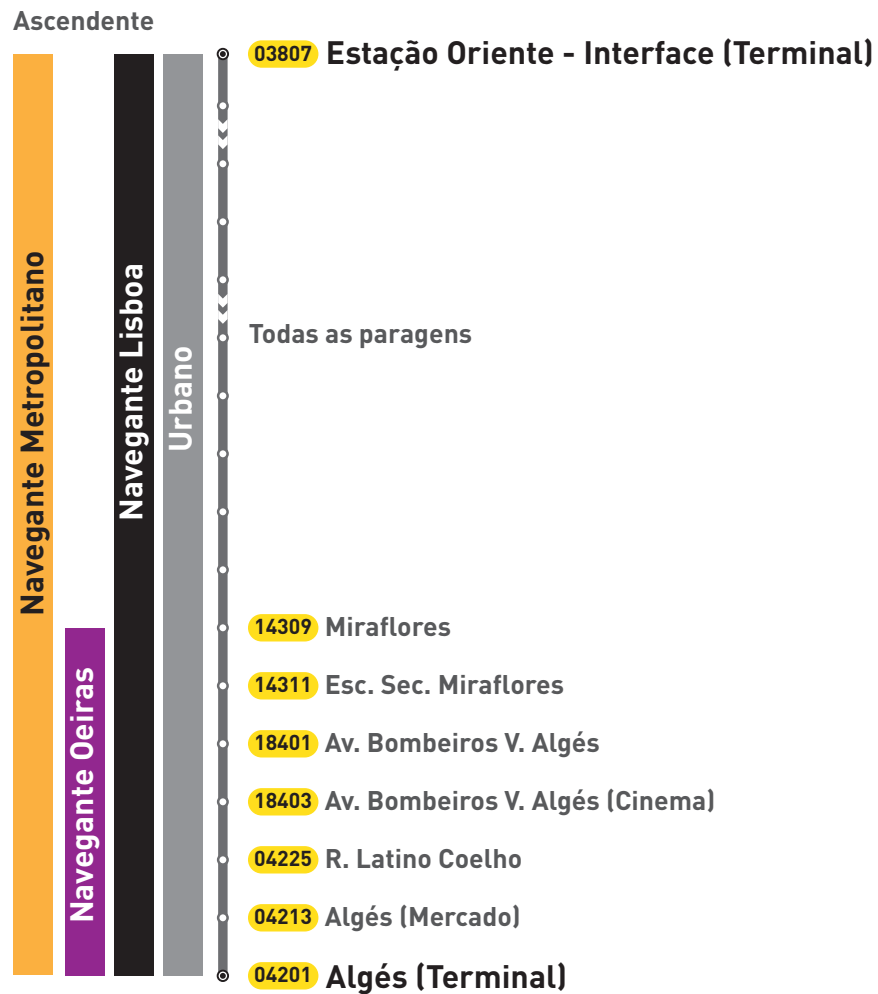 Ascendente
03807 Estação Oriente - Interface (Terminal)
Navegante Metropolitano
Navegante Lisboa
Urbano
Todas as paragens
Navegante Oeiras
14309 Miraflores
14311 Esc. Sec. Miraflores
18401 Av. Bombeiros V. Algés
18403 Av. Bombeiros V. Algés (Cinema)
04225 R. Latino Coelho
04213 Algés (Mercado)
04201 Algés (Terminal)